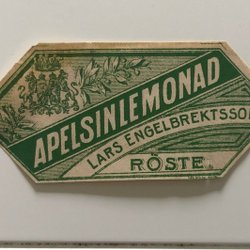 APELSINLEMONAD
LARS ENGELBREKTSSON
RÖSTE